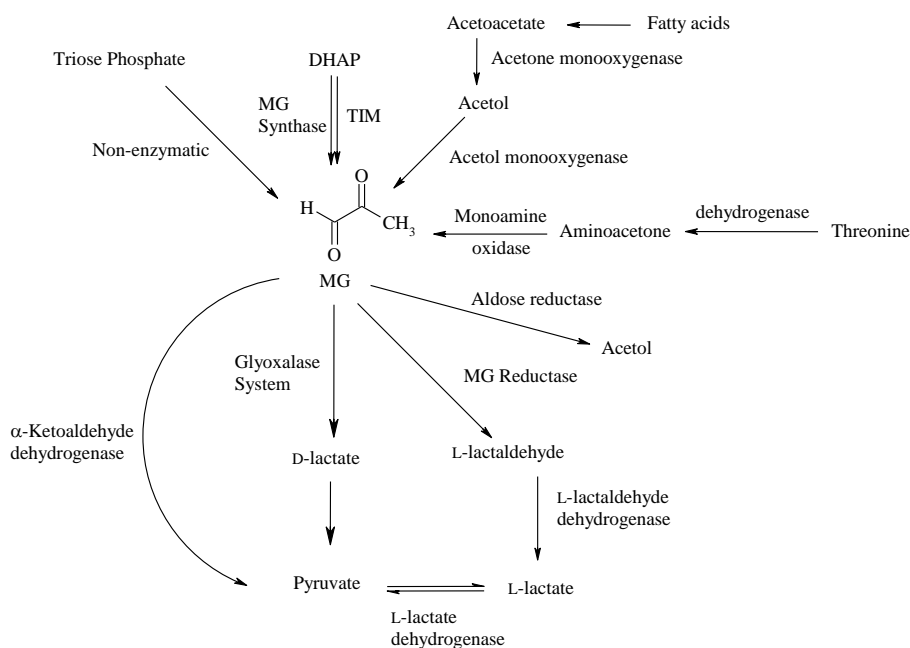 Acetoacetate
Fatty acids
Triose Phosphate
DHAP
Acetone monooxygenase
MG
Synthase
TIM
Acetol
Non-enzymatic
Acetol monooxygenase
O
H
CH3
O
Monoamine
oxidase
Aminoacetone
dehydrogenase
Threonine
MG
Aldose reductase
Acetol
Glyoxalase
System
MG Reductase
α-Ketoaldehyde
dehydrogenase
D-lactate
L-lactaldehyde
L-lactaldehyde
dehydrogenase
Pyruvate
L-lactate
L-lactate
dehydrogenase